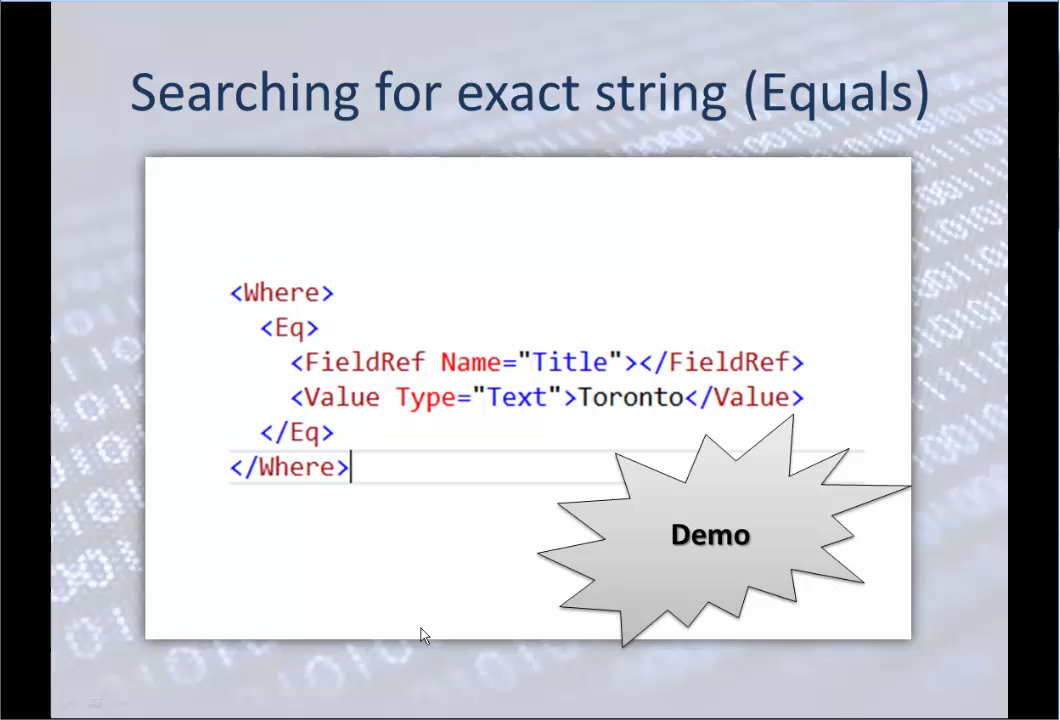 Searching for exact string (Equals)
<Where>
<Eq>
<FieldRef Name="Title"></FieldRef>
<Value Type="Text">Toronto</Value>
</Eq>
</Where>
Demo